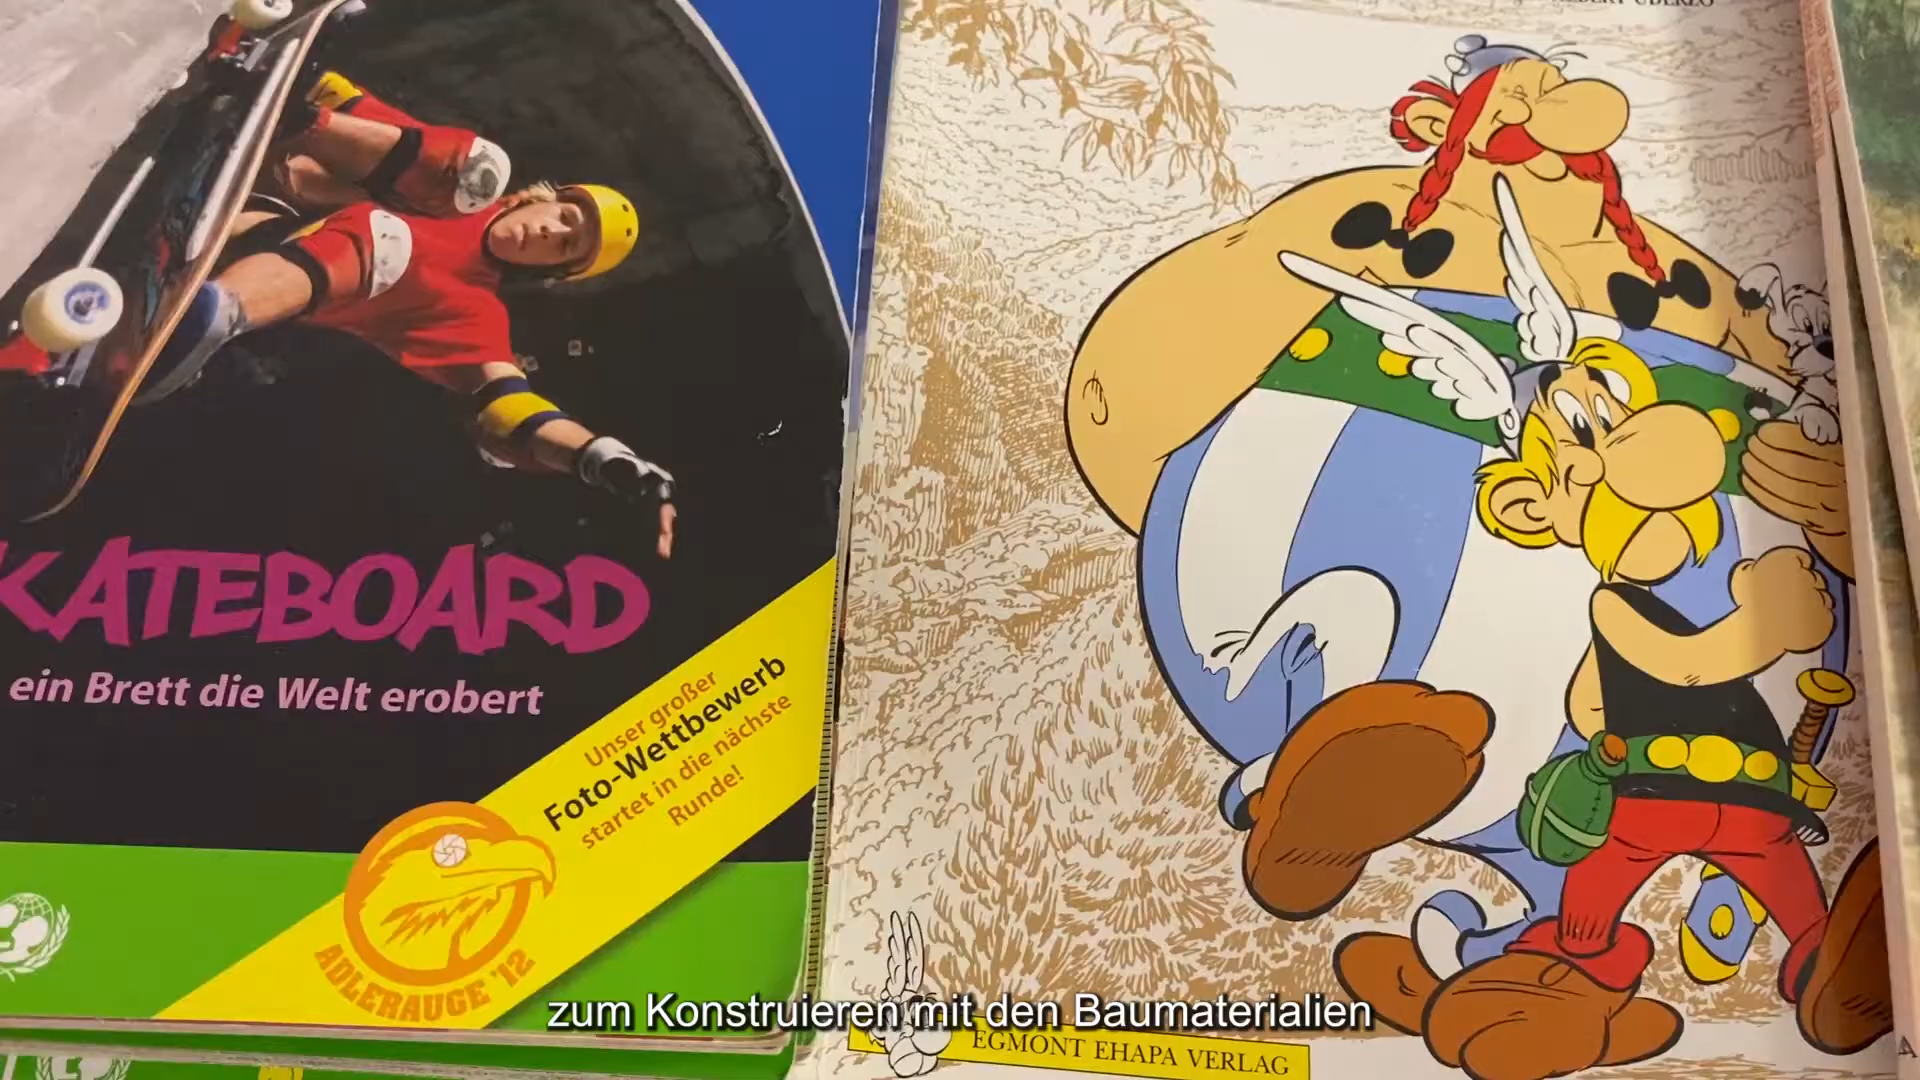 KATEBOARD
ein Brett die Welt erobert
Unser großer
Foto-Wettbewerb
startet in die nächste
Runde!
ADLERAUGE '12
EGMONT EHAPA VERLAG
zum Konstruieren mit den Baumaterialien